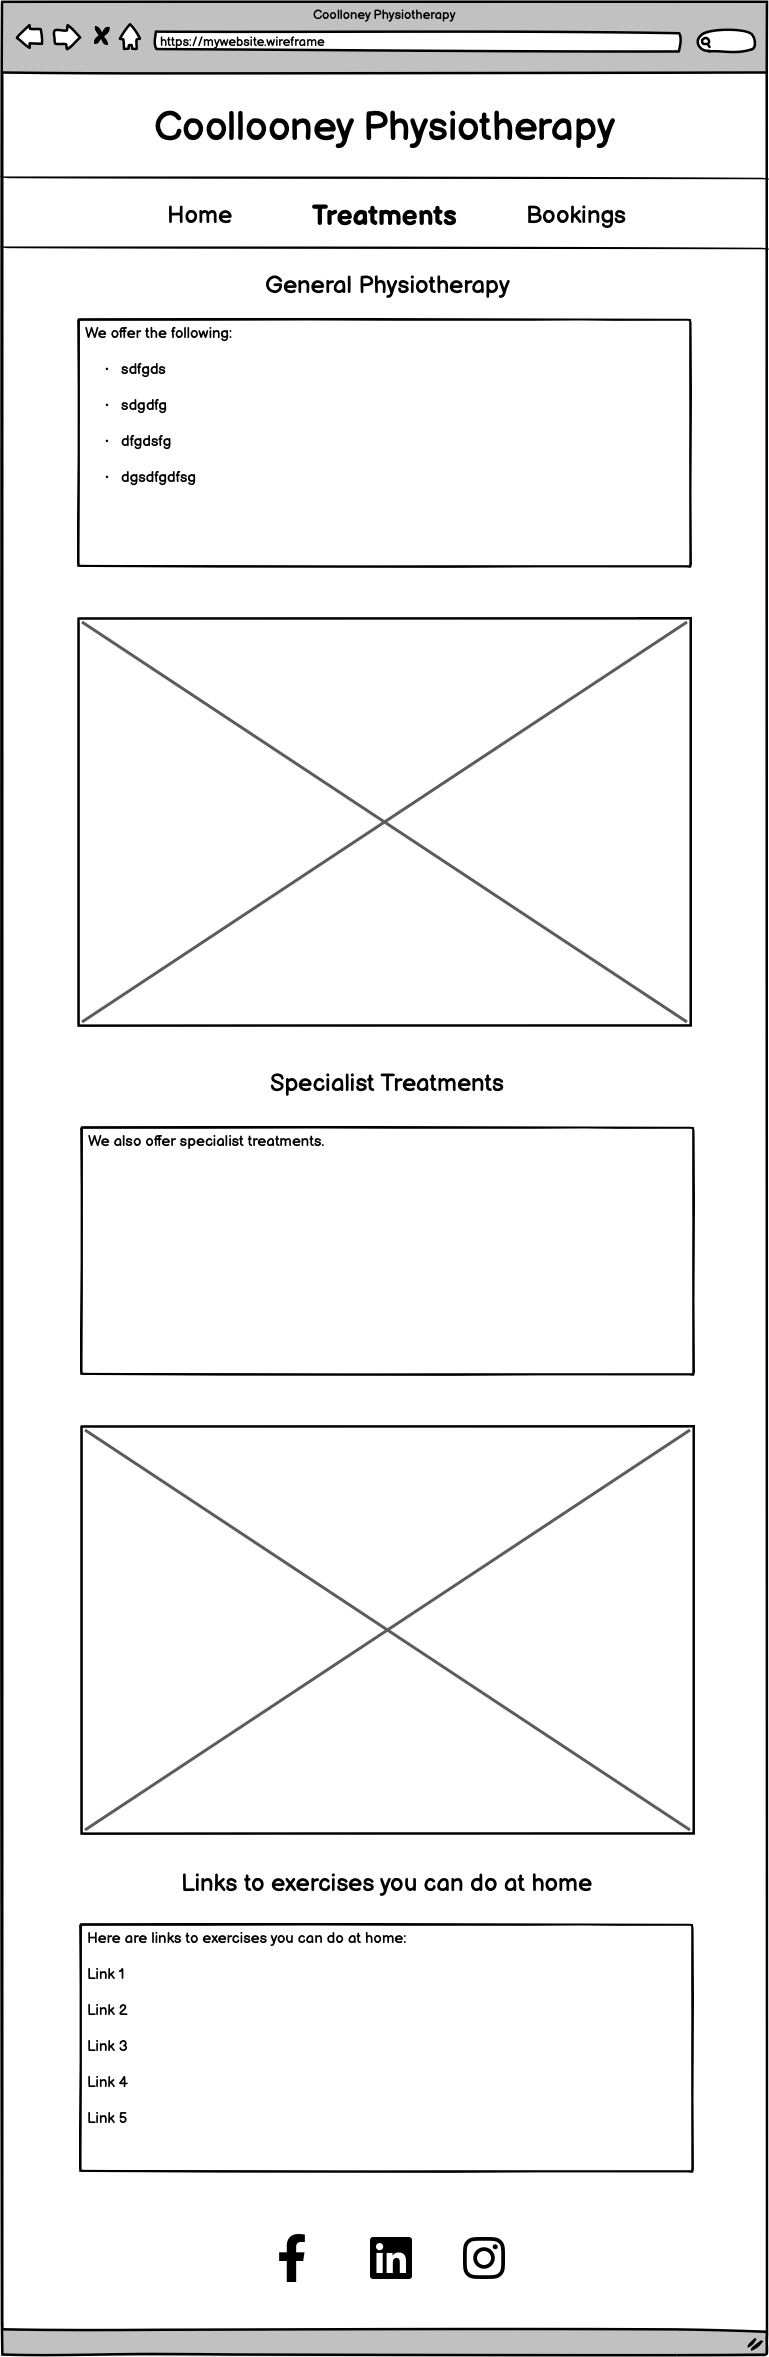 Coolloney Physiotherapy
https://mywebsite.wireframe
Coollooney Physiotherapy
Home Treatments Bookings
General Physiotherapy
We offer the following:
· sdfgds
· sdgdfg
· dfgdsfg
· dgsdfgdfsg
Specialist Treatments
We also offer specialist treatments.
Links to exercises you can do at home
Here are links to exercises you can do at home:
Link 1
Link 2
Link 3
Link 4
Link 5